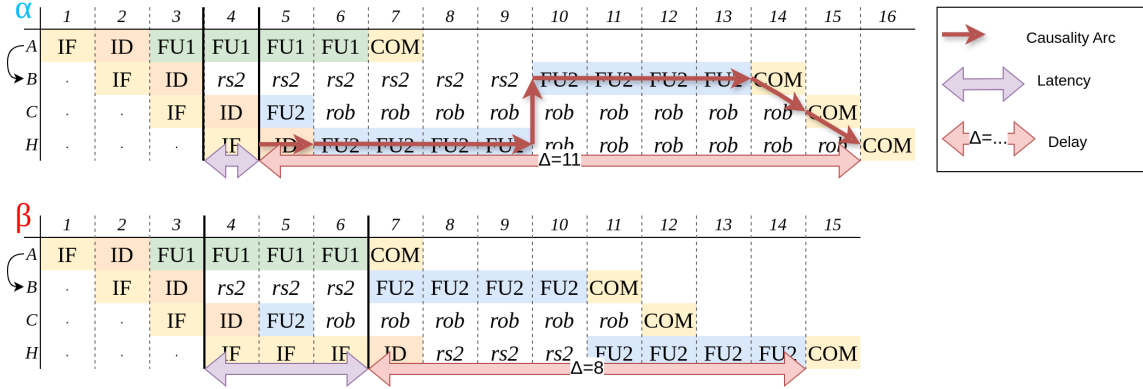 α 1 2 3 4 5 6 7 8 9 10 11 12 13 14 15 16
A IF ID FU1 FU1 FU1 FU1 COM
B . IF ID rs2 rs2 rs2 rs2 rs2 rs2 FU2 FU2 FU2 FU2 COM
C . . IF ID FU2 rob rob rob rob rob rob rob rob rob COM
H . . . IF ID FU2 FU2 FU2 FU2 rob rob rob rob rob rob COM
Δ=11
Causality Arc
Latency
Δ=... Delay
β 1 2 3 4 5 6 7 8 9 10 11 12 13 14 15
A IF ID FU1 FU1 FU1 FU1 COM
B . IF ID rs2 rs2 rs2 FU2 FU2 FU2 FU2 COM
C . . IF ID FU2 rob rob rob rob rob rob COM
H . . . IF IF IF ID rs2 rs2 rs2 FU2 FU2 FU2 FU2 COM
Δ=8